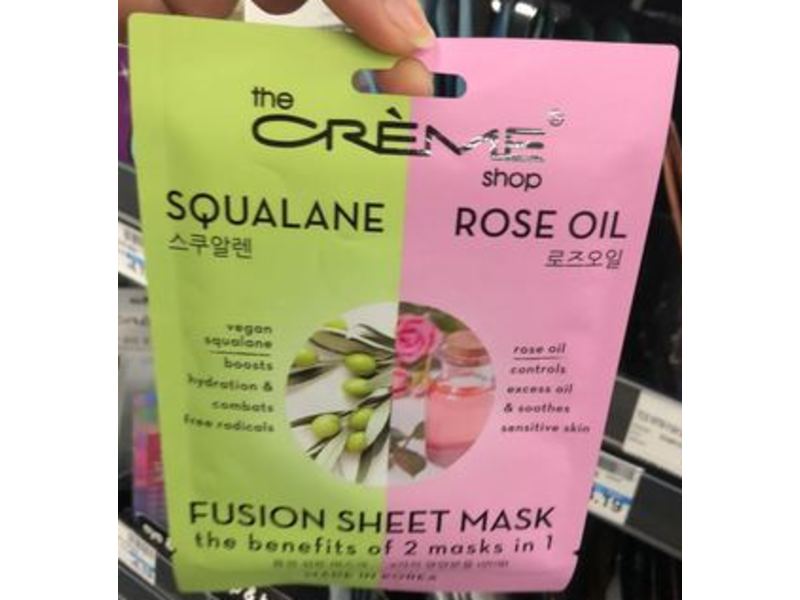 the
CRÈME®
shop
SQUALANE
스쿠알렌
ROSE OIL
로즈오일
vegan
squalane
boosts
hydration &
combats
free radicals
rose oil
controls
excess oil
& soothes
sensitive skin
FUSION SHEET MASK
the benefits of 2 masks in 1
MADE IN KOREA